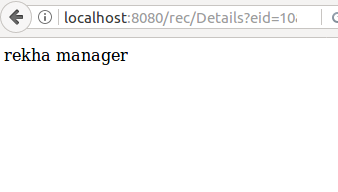 localhost:8080/rec/Details?eid=10&
rekha manager